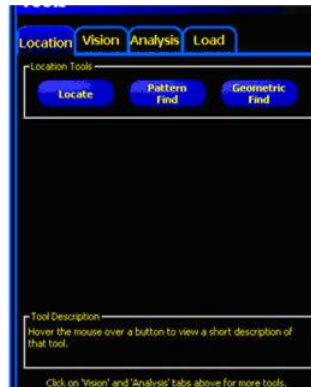 Tools
Location Vision Analysis Load
Location Tools
Locate
Pattern
Find
Geometric
Find
Tool Description
Hover the mouse over a button to view a short description of
that tool.
Click on 'Vision' and 'Analysis' tabs above for more tools.